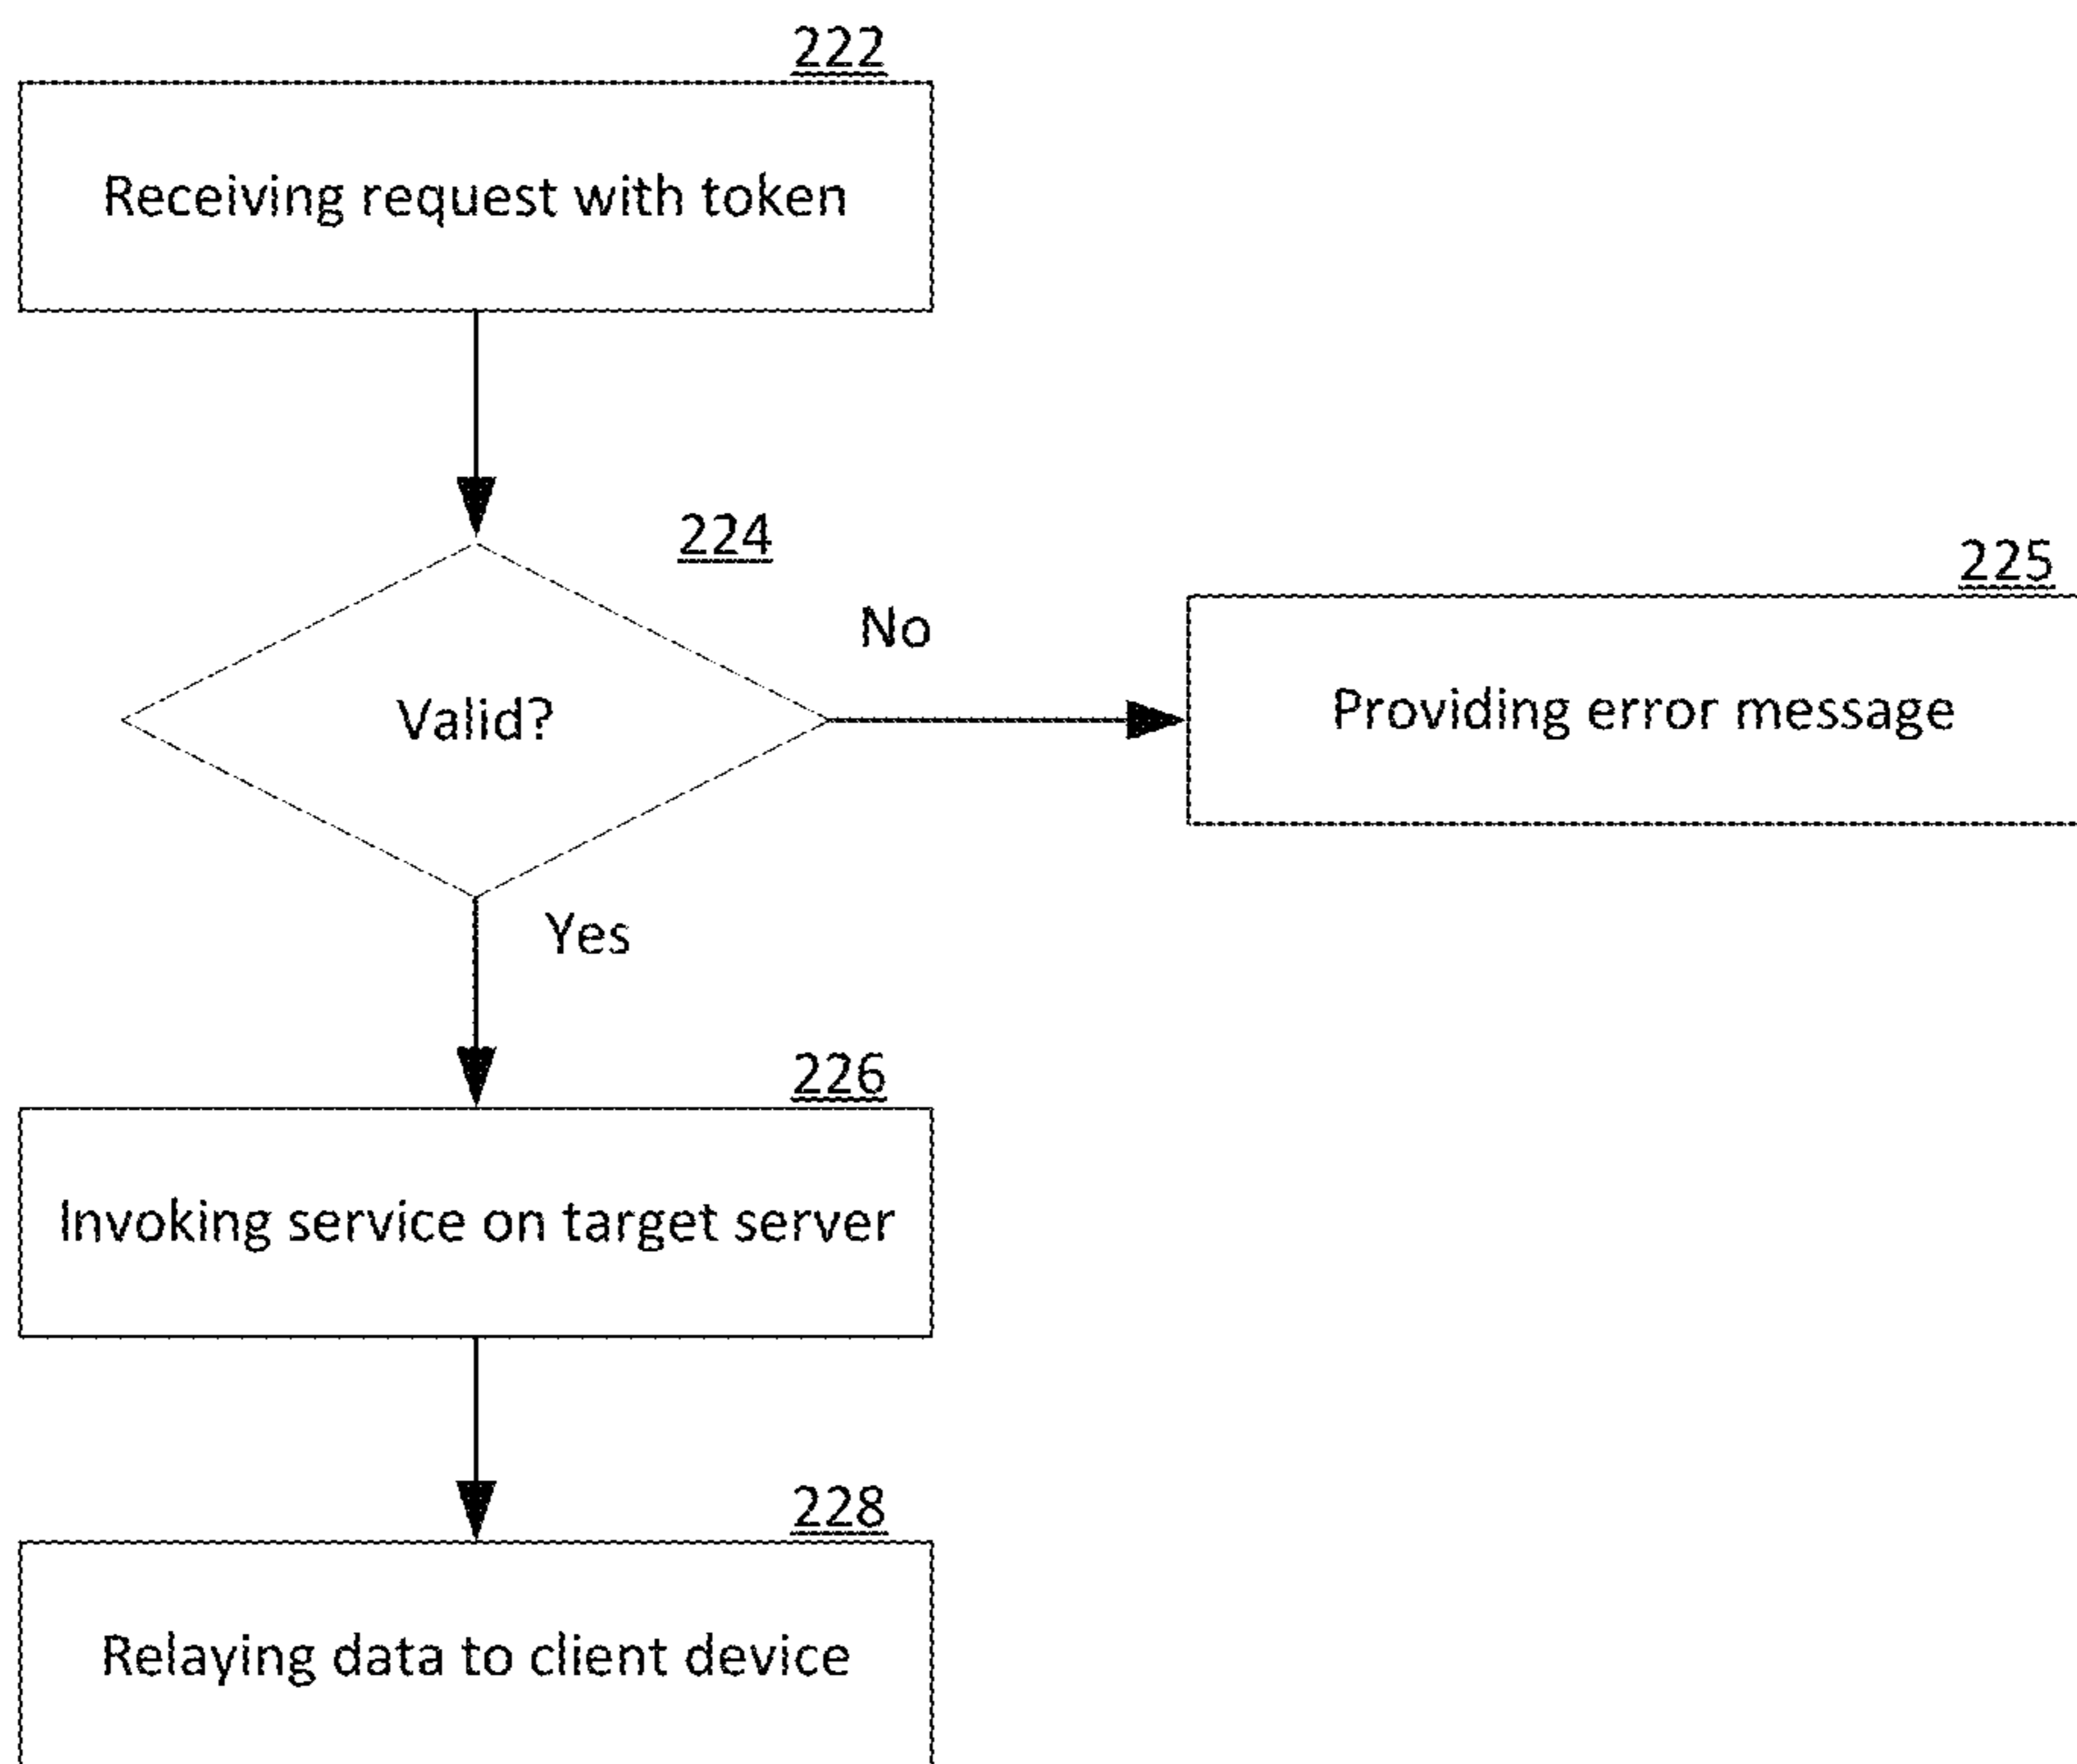 222
Receiving request with token
224
No
225
Valid?
Providing error message
Yes
226
Invoking service on target server
228
Relaying data to client device